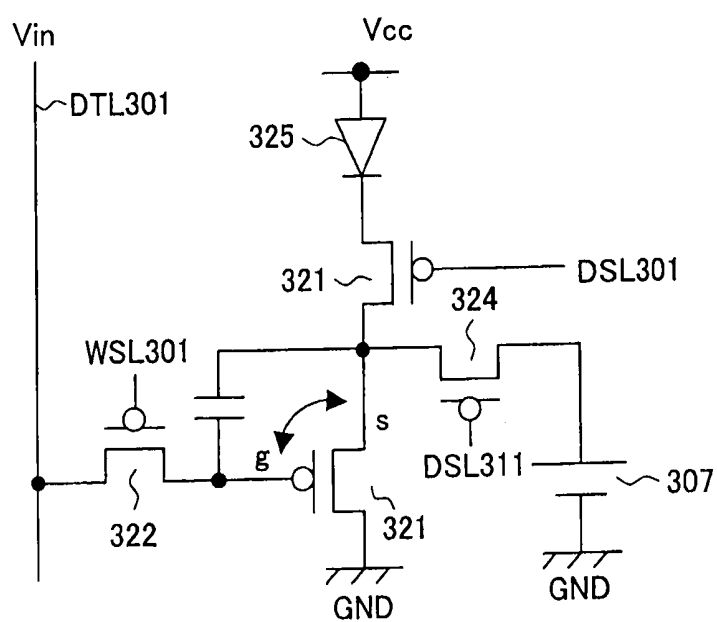 Vin
Vcc
DTL301
325
321
DSL301
324
WSL301
s
g
DSL311
307
322
321
GND
GND